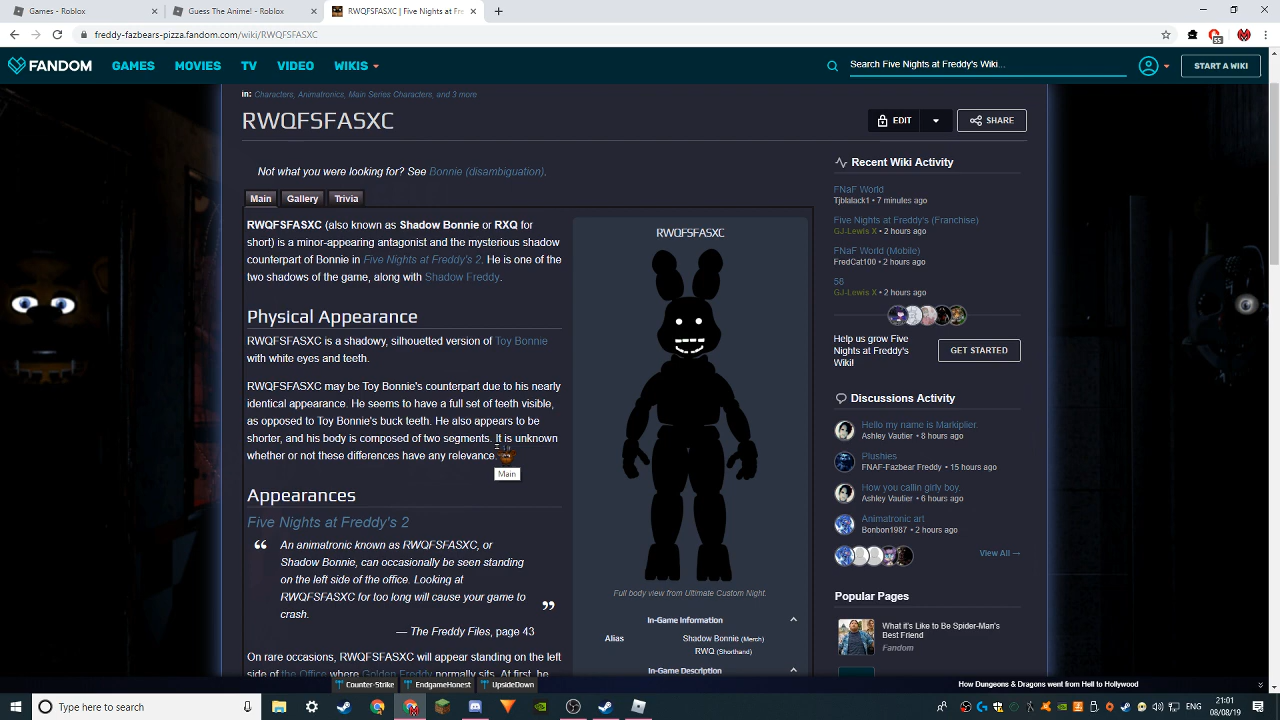 Games - Roblox
Guess The Animatronic! - Roblox
RWQFSFASXC | Five Nights at Fre
freddy-fazbears-pizza.fandom.com/wiki/RWQFSFASXC
55
FANDOM GAMES MOVIES TV VIDEO WIKIS
Search Five Nights at Freddy's Wiki...
START A WIKI
in: Characters, Animatronics, Main Series Characters, and 3 more
RWQFSFASXC
EDIT
SHARE
Not what you were looking for? See Bonnie (disambiguation).
Main Gallery Trivia
RWQFSFASXC (also known as Shadow Bonnie or RXQ for
short) is a minor-appearing antagonist and the mysterious shadow
counterpart of Bonnie in Five Nights at Freddy's 2. He is one of the
two shadows of the game, along with Shadow Freddy.
Physical Appearance
RWQFSFASXC is a shadowy, silhouetted version of Toy Bonnie
with white eyes and teeth.
RWQFSFASXC may be Toy Bonnie's counterpart due to nearly
identical appearance. He seems to have a full set of teeth visible,
as opposed to Toy Bonnie's buck teeth. He also appears to be
smaller, and his body is composed of two segments. It is unknown
whether or not these differences have any relevance.
Main
Appearances
Five Nights at Freddy's 2
“ An animatronic known as RWQFSFASXC, or
Shadow Bonnie, can occasionally be seen standing
on the left side of the office. Looking at
RWQFSFASXC for too long will cause your game to
crash. ”
— The Freddy Files, page 43
On rare occasions, RWQFSFASXC will appear standing on the left
side of the Office where Golden Freddy normally sits. At first, he
RWQFSFASXC
Full body view from Ultimate Custom Night.
In-Game Information
Alias Shadow Bonnie (Merch)
RWQ (Shorthand)
In-Game Description
Recent Wiki Activity
FNaF World
Tjblalack1 • 7 minutes ago
Five Nights at Freddy's (Franchise)
GJ-Lewis X • 2 hours ago
FNaF World (Mobile)
FredCat100 • 2 hours ago
58
GJ-Lewis X • 2 hours ago
Help us grow Five
Nights at Freddy's
Wiki!
GET STARTED
Discussions Activity
Hello my name is Markiplier.
Ashley Vautier • 8 hours ago
Plushies
FNAF-Fazbear Freddy • 15 hours ago
How you callin girly boy.
Ashley Vautier • 6 hours ago
Animatronic art
Bonbon1987 • 2 hours ago
View All →
Popular Pages
What it's Like to Be Spider-Man's
Best Friend
Fandom
Counter-Strike EndgameHonest UpsideDown
How Dungeons & Dragons went from Hell to Hollywood
Type here to search
21:01
08/08/19